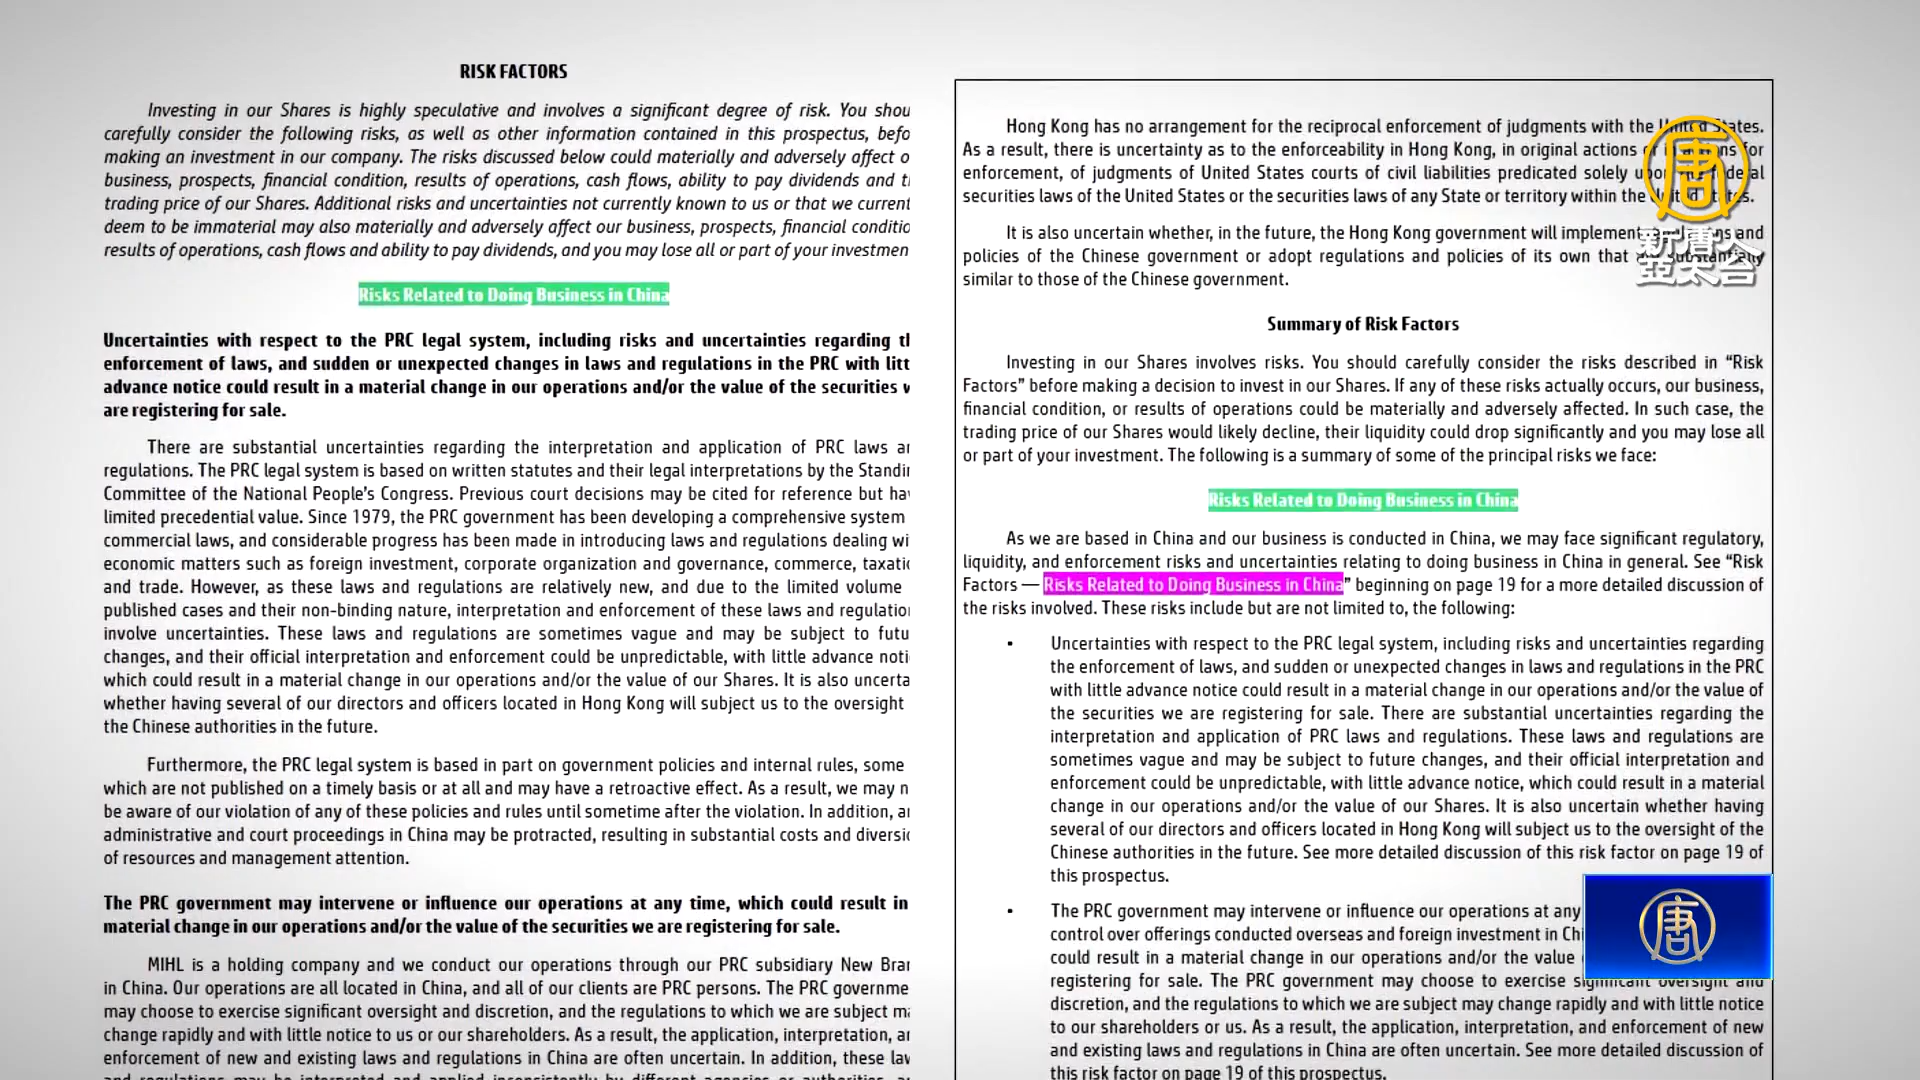 RISK FACTORS
Investing in our Shares is highly speculative and involves a significant degree of risk. You shou
carefully consider the following risks, as well as other information contained in this prospectus, befo
making an investment in our company. The risks discussed below could materially and adversely affect o
business, prospects, financial condition, results of operations, cash flows, ability to pay dividends and t
trading price of our Shares. Additional risks and uncertainties not currently known to us or that we current
deem to be immaterial may also materially and adversely affect our business, prospects, financial conditio
results of operations, cash flows and ability to pay dividends, and you may lose all or part of your investmen
Risks Related to Doing Business in China
Uncertainties with respect to the PRC legal system, including risks and uncertainties regarding t
enforcement of laws, and sudden or unexpected changes in laws and regulations in the PRC with litt
advance notice could result in a material change in our operations and/or the value of the securities w
are registering for sale.
There are substantial uncertainties regarding the interpretation and application of PRC laws a
regulations. The PRC legal system is based on written statutes and their legal interpretations by the Standi
Committee of the National People's Congress. Previous court decisions may be cited for reference but ha
limited precedential value. Since 1979, the PRC government has been developing a comprehensive system
commercial laws, and considerable progress has been made in introducing laws and regulations dealing wi
economic matters such as foreign investment, corporate organization and governance, commerce, taxatio
and trade. However, as these laws and regulations are relatively new, and due to the limited volume
published cases and their non-binding nature, interpretation and enforcement of these laws and regulatio
involve uncertainties. These laws and regulations are sometimes vague and may be subject to futu
changes, and their official interpretation and enforcement could be unpredictable, with little advance noti
which could result in a material change in our operations and/or the value of our Shares. It is also uncerta
whether having several of our directors and officers located in Hong Kong will subject us to the oversight
the Chinese authorities in the future.
Furthermore, the PRC legal system is based in part on government policies and internal rules, some
which are not published on a timely basis or at all and may have a retroactive effect. As a result, we may n
be aware of our violation of any of these policies and rules until sometime after the violation. In addition, a
administrative and court proceedings in China may be protracted, resulting in substantial costs and diversio
of resources and management attention.
The PRC government may intervene or influence our operations at any time, which could result in
material change in our operations and/or the value of the securities we are registering for sale.
MIHL is a holding company and we conduct our operations through our PRC subsidiary New Bran
in China. Our operations are all located in China, and all of our clients are PRC persons. The PRC governme
may choose to exercise significant oversight and discretion, and the regulations to which we are subject ma
change rapidly and with little notice to us or our shareholders. As a result, the application, interpretation, a
enforcement of new and existing laws and regulations in China are often uncertain. In addition, these la
and regulations may be interpreted and applied inconsistently by different agencies or authorities, a
Hong Kong has no arrangement for the reciprocal enforcement of judgments with the United States.
As a result, there is uncertainty as to the enforceability in Hong Kong, in original actions or in actions for
enforcement, of judgments of United States courts of civil liabilities predicated solely upon the federal
securities laws of the United States or the securities laws of any State or territory within the United States.
It is also uncertain whether, in the future, the Hong Kong government will implement regulations and
policies of the Chinese government or adopt regulations and policies of its own that are substantially
similar to those of the Chinese government.
Summary of Risk Factors
Investing in our Shares involves risks. You should carefully consider the risks described in “Risk
Factors” before making a decision to invest in our Shares. If any of these risks actually occurs, our business,
financial condition, or results of operations could be materially and adversely affected. In such case, the
trading price of our Shares would likely decline, their liquidity could drop significantly and you may lose all
or part of your investment. The following is a summary of some of the principal risks we face:
Risks Related to Doing Business in China
As we are based in China and our business is conducted in China, we may face significant regulatory,
liquidity, and enforcement risks and uncertainties relating to doing business in China in general. See “Risk
Factors — Risks Related to Doing Business in China” beginning on page 19 for a more detailed discussion of
the risks involved. These risks include but are not limited to, the following:
• Uncertainties with respect to the PRC legal system, including risks and uncertainties regarding
the enforcement of laws, and sudden or unexpected changes in laws and regulations in the PRC
with little advance notice could result in a material change in our operations and/or the value of
the securities we are registering for sale. There are substantial uncertainties regarding the
interpretation and application of PRC laws and regulations. These laws and regulations are
sometimes vague and may be subject to future changes, and their official interpretation and
enforcement could be unpredictable, with little advance notice, which could result in a material
change in our operations and/or the value of our Shares. It is also uncertain whether having
several of our directors and officers located in Hong Kong will subject us to the oversight of the
Chinese authorities in the future. See more detailed discussion of this risk factor on page 19 of
this prospectus.
• The PRC government may intervene or influence our operations at any
control over offerings conducted overseas and foreign investment in Chi
could result in a material change in our operations and/or the value
registering for sale. The PRC government may choose to exercise significant oversight and
discretion, and the regulations to which we are subject may change rapidly and with little notice
to our shareholders or us. As a result, the application, interpretation, and enforcement of new
and existing laws and regulations in China are often uncertain. See more detailed discussion of
this risk factor on page 19 of this prospectus.
唐
新唐人
亞太台
唐